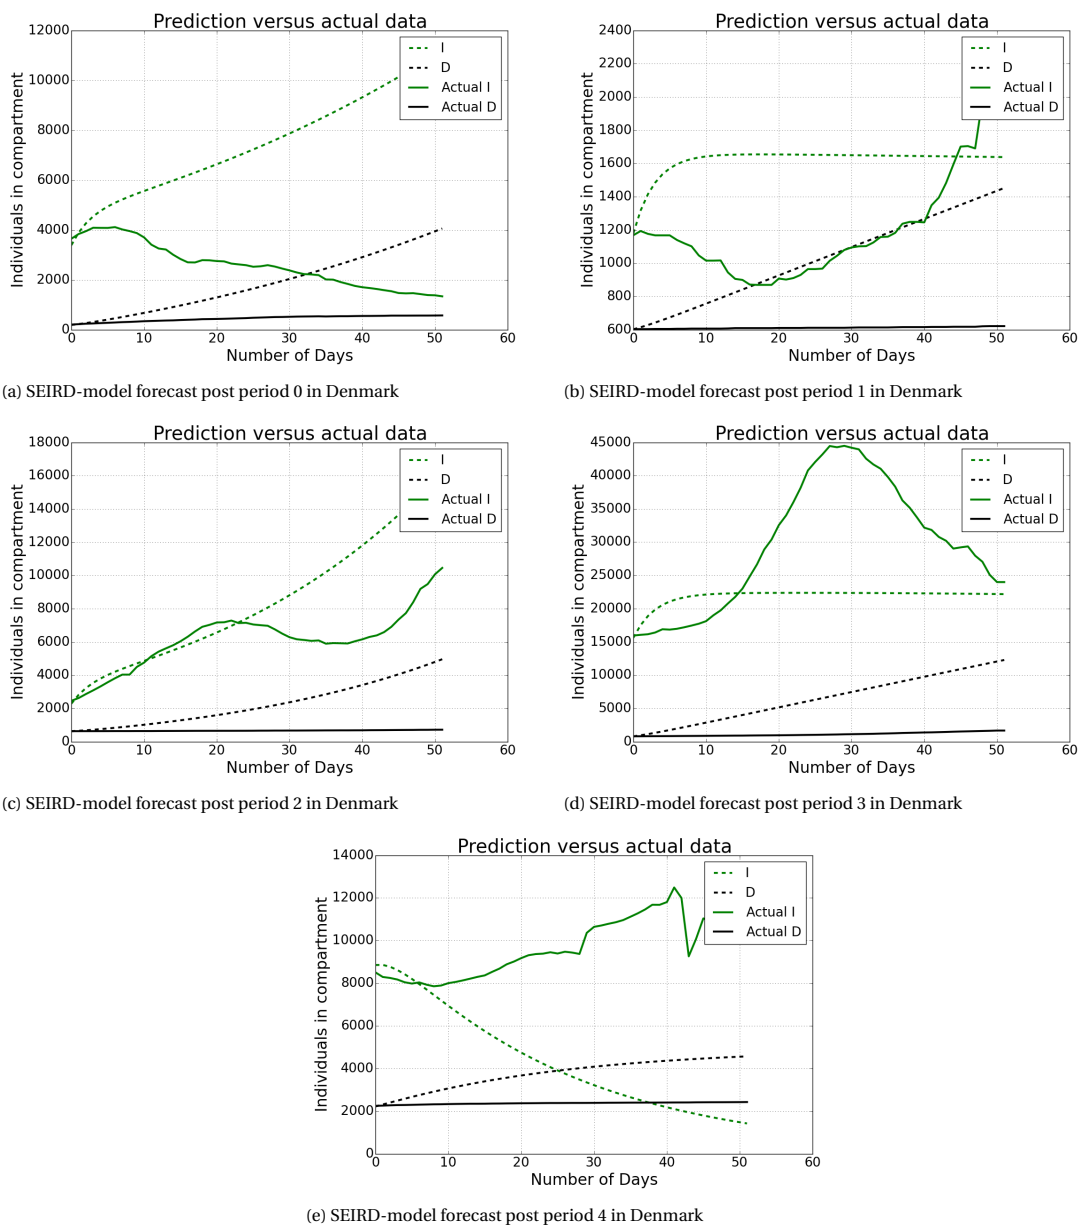 Prediction versus actual data
12000
10000
8000
6000
4000
2000
0
0 10 20 30 40 50 60
Individuals in compartment
Number of Days
I
D
Actual I
Actual D
(a) SEIRD-model forecast post period 0 in Denmark
Prediction versus actual data
2400
2200
2000
1800
1600
1400
1200
1000
800
600
0 10 20 30 40 50 60
Individuals in compartment
Number of Days
I
D
Actual I
Actual D
(b) SEIRD-model forecast post period 1 in Denmark
Prediction versus actual data
18000
16000
14000
12000
10000
8000
6000
4000
2000
0
0 10 20 30 40 50 60
Individuals in compartment
Number of Days
I
D
Actual I
Actual D
(c) SEIRD-model forecast post period 2 in Denmark
Prediction versus actual data
45000
40000
35000
30000
25000
20000
15000
10000
5000
0
0 10 20 30 40 50 60
Individuals in compartment
Number of Days
I
D
Actual I
Actual D
(d) SEIRD-model forecast post period 3 in Denmark
Prediction versus actual data
14000
12000
10000
8000
6000
4000
2000
0
0 10 20 30 40 50 60
Individuals in compartment
Number of Days
I
D
Actual I
Actual D
(e) SEIRD-model forecast post period 4 in Denmark